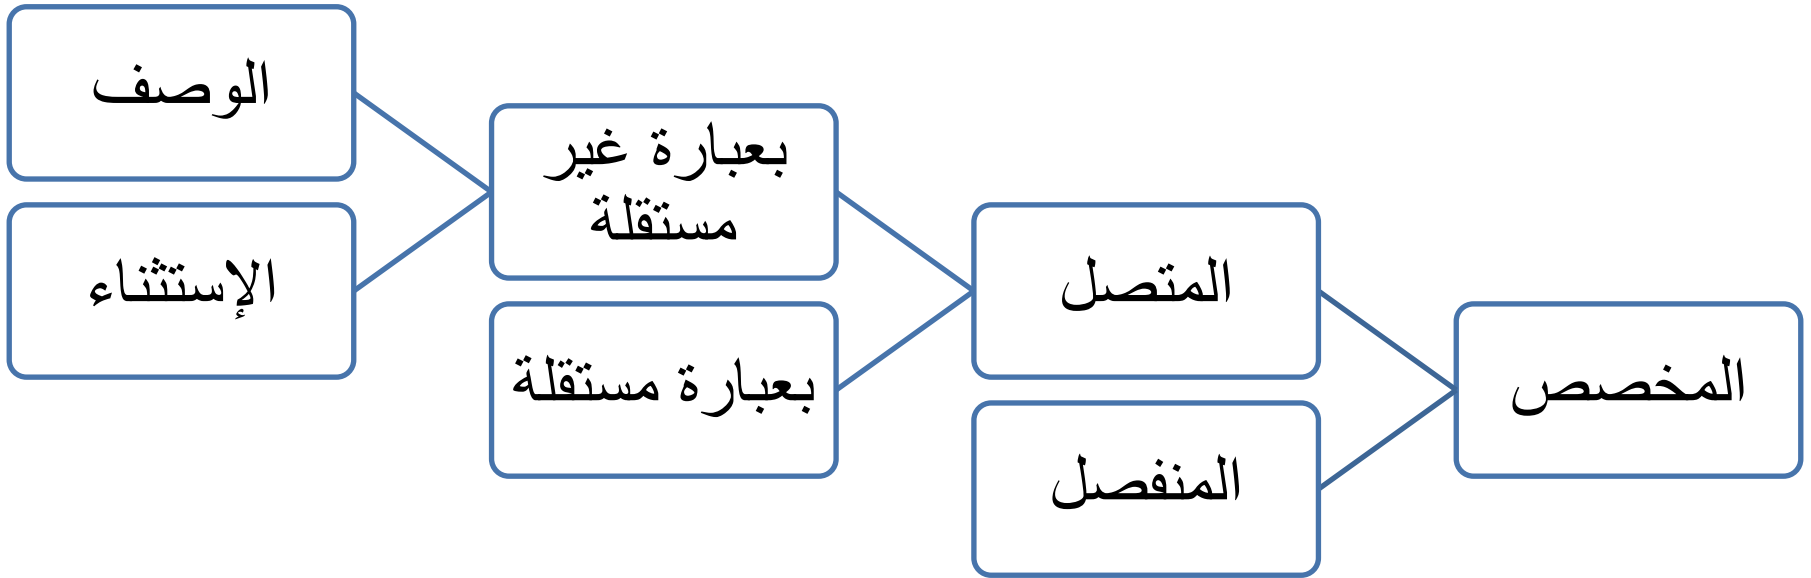 المخصص
المتصل
المنفصل
بعبارة غير
مستقلة
بعبارة مستقلة
الوصف
الإستثناء